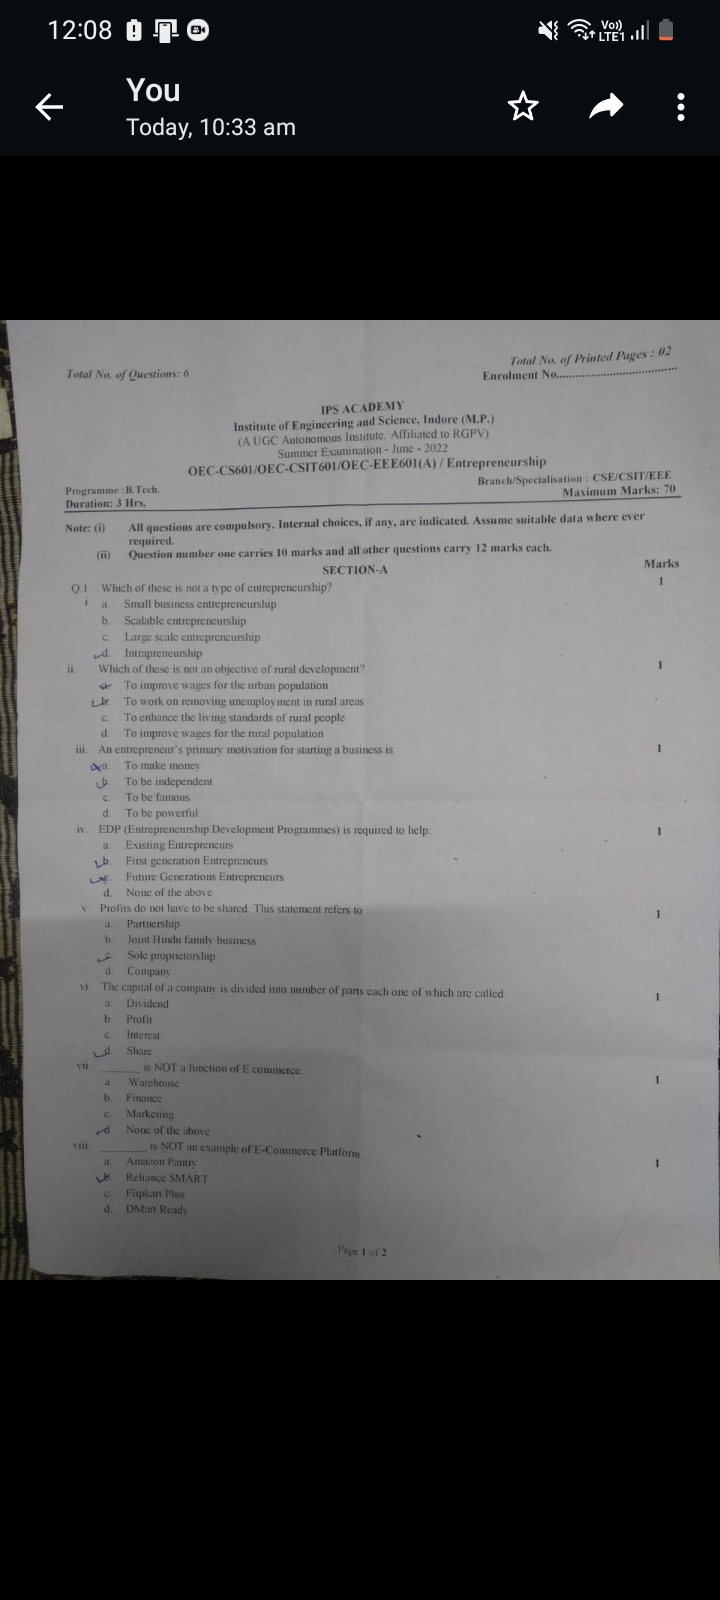 12:08
Vo))
LTE1
You
Today, 10:33 am
Total No. of Questions: 6
Total No. of Printed Pages : 02
Enrolment No....................................
IPS ACADEMY
Institute of Engineering and Science, Indore (M.P.)
(A UGC Autonomous Institute, Affiliated to RGPV)
Summer Examination - June - 2022
OEC-CS601/OEC-CSIT601/OEC-EEE601(A) / Entrepreneurship
Programme : B.Tech.
Branch/Specialisation : CSE/CSIT/EEE
Duration: 3 Hrs.
Maximum Marks: 70
Note: (i) All questions are compulsory. Internal choices, if any, are indicated. Assume suitable data where ever
required.
(ii) Question number one carries 10 marks and all other questions carry 12 marks each.
SECTION-A Marks
Q.1 Which of these is not a type of entrepreneurship? 1
i a. Small business entrepreneurship
b. Scalable entrepreneurship
c. Large scale entrepreneurship
d. Intrapreneurship
ii. Which of these is not an objective of rural development? 1
a. To improve wages for the urban population
b. To work on removing unemployment in rural areas
c. To enhance the living standards of rural people
d. To improve wages for the rural population
iii. An entrepreneur's primary motivation for starting a business is 1
a. To make money
b. To be independent
c. To be famous
d. To be powerful
iv. EDP (Entrepreneurship Development Programmes) is required to help: 1
a. Existing Entrepreneurs
b. First generation Entrepreneurs
c. Future Generations Entrepreneurs
d. None of the above
v. Profits do not have to be shared. This statement refers to 1
a. Partnership
b. Joint Hindu family business
c. Sole proprietorship
d. Company
vi. The capital of a company is divided into number of parts each one of which are called 1
a. Dividend
b. Profit
c. Interest
d. Share
vii. ______ is NOT a function of E commerce. 1
a. Warehouse
b. Finance
c. Marketing
d. None of the above
viii. ______ is NOT an example of E-Commerce Platform. 1
a. Amazon Pantry
b. Reliance SMART
c. Flipkart Plus
d. DMart Ready
Page 1 of 2